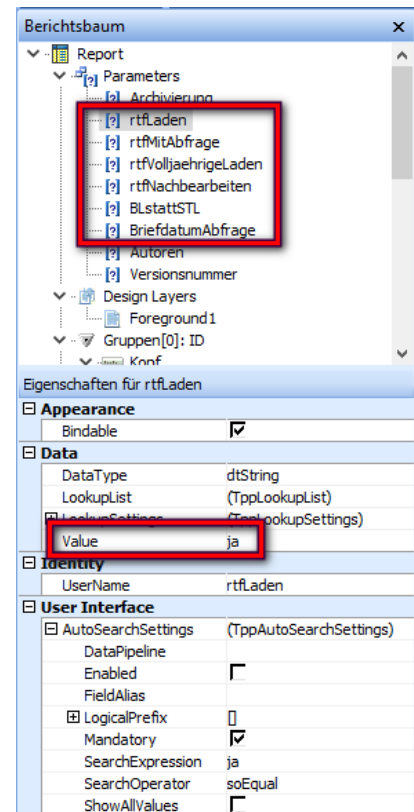 Berichtsbaum x
Report
Parameters
[?] Archivierung
[?] rtfLaden
[?] rtfMitAbfrage
[?] rtfVolljaehrigeLaden
[?] rtfNachbearbeiten
[?] BLstattSTL
[?] BriefdatumAbfrage
[?] Autoren
[?] Versionsnummer
Design Layers
Foreground1
Gruppen[0]: ID
Kopf
Eigenschaften für rtfLaden
Appearance
Bindable
Data
DataType dtString
LookupList (TppLookupList)
LookupSettings (TppLookupSettings)
Value ja
Identity
UserName rtfLaden
User Interface
AutoSearchSettings (TppAutoSearchSettings)
DataPipeline
Enabled
FieldAlias
LogicalPrefix []
Mandatory
SearchExpression ja
SearchOperator soEqual
ShowAllValues